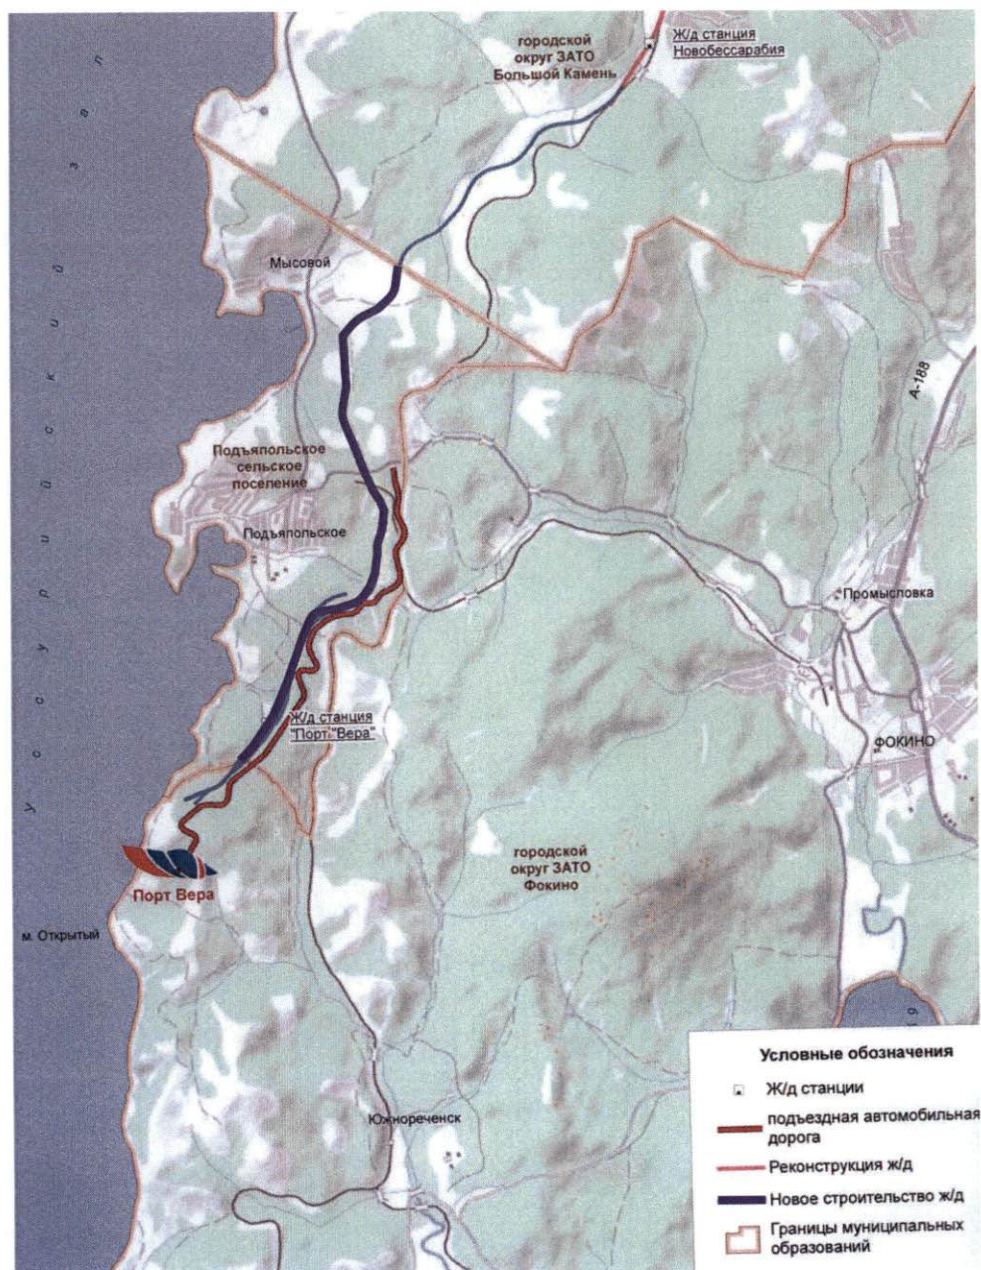 Ж/д станция
Новобессарабия
городской
округ ЗАТО
Большой Камень
Уссурийский зал
Мысовой
А-188
Подъяпольское
сельское
поселение
Подъяпольское
Промысловка
Ж/д станция
"Порт "Вера"
ФОКИНО
городской
округ ЗАТО
Фокино
Порт Вера
м. Открытый
Южнореченск
Условные обозначения
Ж/д станции
подъездная автомобильная
дорога
Реконструкция ж/д
Новое строительство ж/д
Границы муниципальных
образований